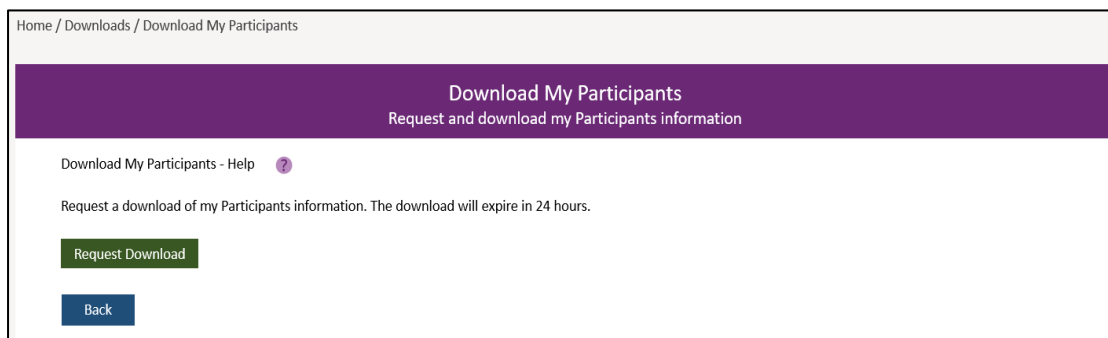 Home / Downloads / Download My Participants
Download My Participants
Request and download my Participants information
Download My Participants - Help ?
Request a download of my Participants information. The download will expire in 24 hours.
Request Download
Back